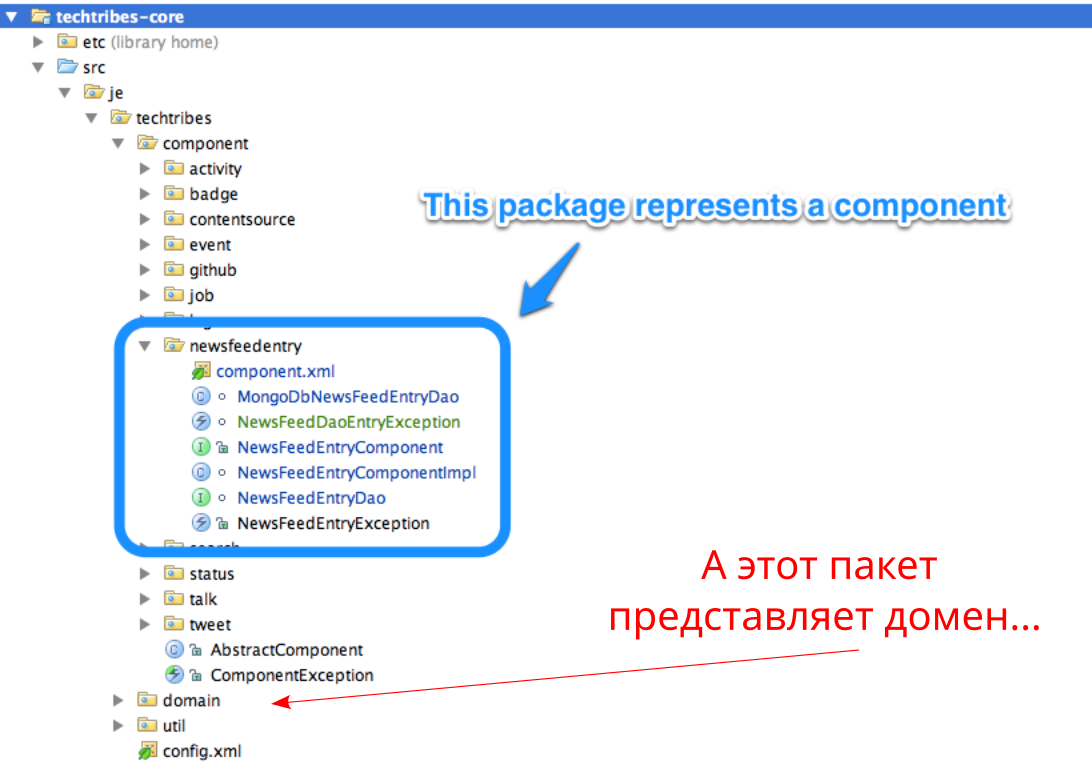 techtribes-core
etc (library home)
src
je
techtribes
component
activity
badge
This package represents a component
contentsource
event
github
job
newsfeedentry
component.xml
MongoDbNewsFeedEntryDao
NewsFeedDaoEntryException
NewsFeedEntryComponent
NewsFeedEntryComponentImpl
NewsFeedEntryDao
NewsFeedEntryException
search
А этот пакет
представляет домен...
status
talk
tweet
AbstractComponent
ComponentException
domain
util
config.xml